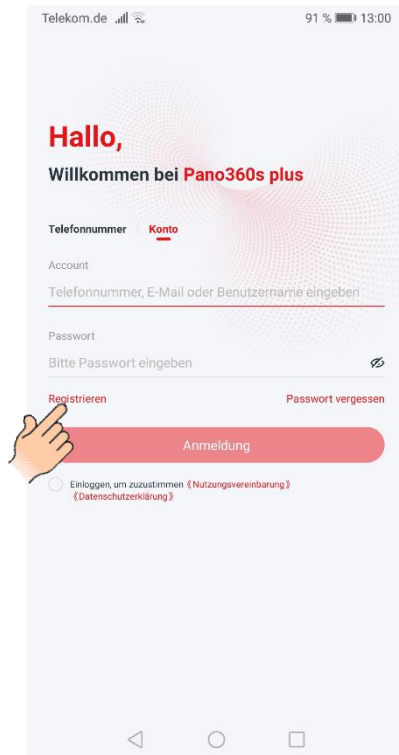 Telekom.de 91 % 13:00
Hallo,
Willkommen bei Pano360s plus
Telefonnummer Konto
Account
Telefonnummer, E-Mail oder Benutzername eingeben
Passwort
Bitte Passwort eingeben
Registrieren Passwort vergessen
Anmeldung
Einloggen, um zuzustimmen《Nutzungsvereinbarung》
《Datenschutzerklärung》